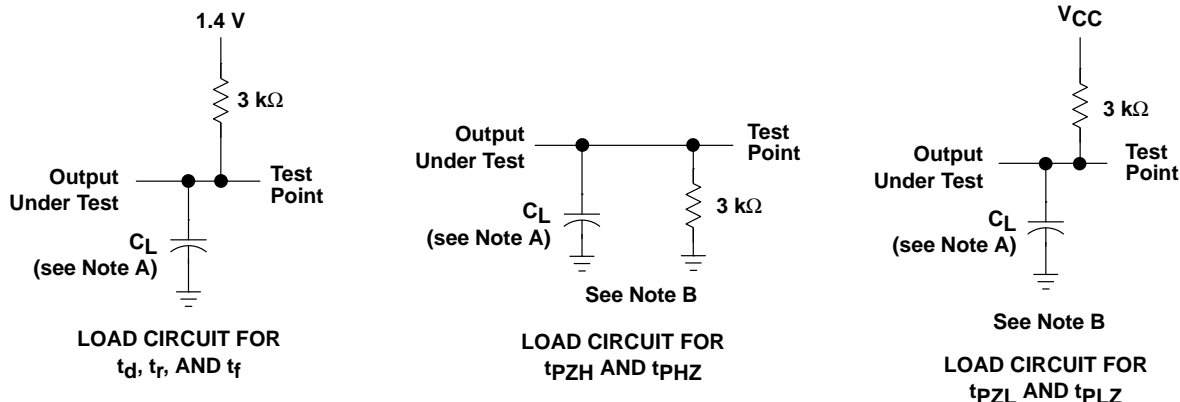 1.4 V
3 kΩ
Output
Under Test
Test
Point
CL
(see Note A)
LOAD CIRCUIT FOR
td, tr, AND tf
Output
Under Test
Test
Point
CL
(see Note A)
3 kΩ
See Note B
LOAD CIRCUIT FOR
tPZH AND tPHZ
VCC
3 kΩ
Output
Under Test
Test
Point
CL
(see Note A)
See Note B
LOAD CIRCUIT FOR
tPZL AND tPLZ